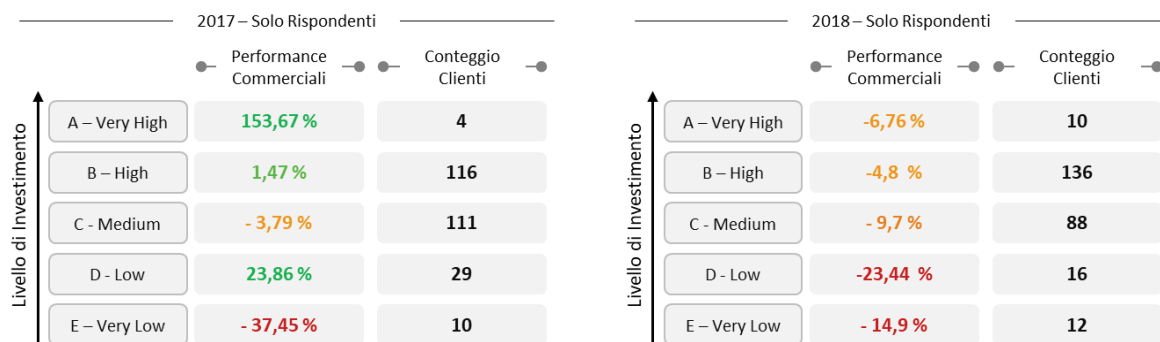 2017 – Solo Rispondenti
Performance
Commerciali
Conteggio
Clienti
Livello di Investimento
A – Very High
153,67 %
4
B – High
1,47 %
116
C - Medium
- 3,79 %
111
D - Low
23,86 %
29
E – Very Low
- 37,45 %
10
2018 – Solo Rispondenti
Performance
Commerciali
Conteggio
Clienti
Livello di Investimento
A – Very High
-6,76 %
10
B – High
-4,8 %
136
C - Medium
- 9,7 %
88
D - Low
-23,44 %
16
E – Very Low
- 14,9 %
12